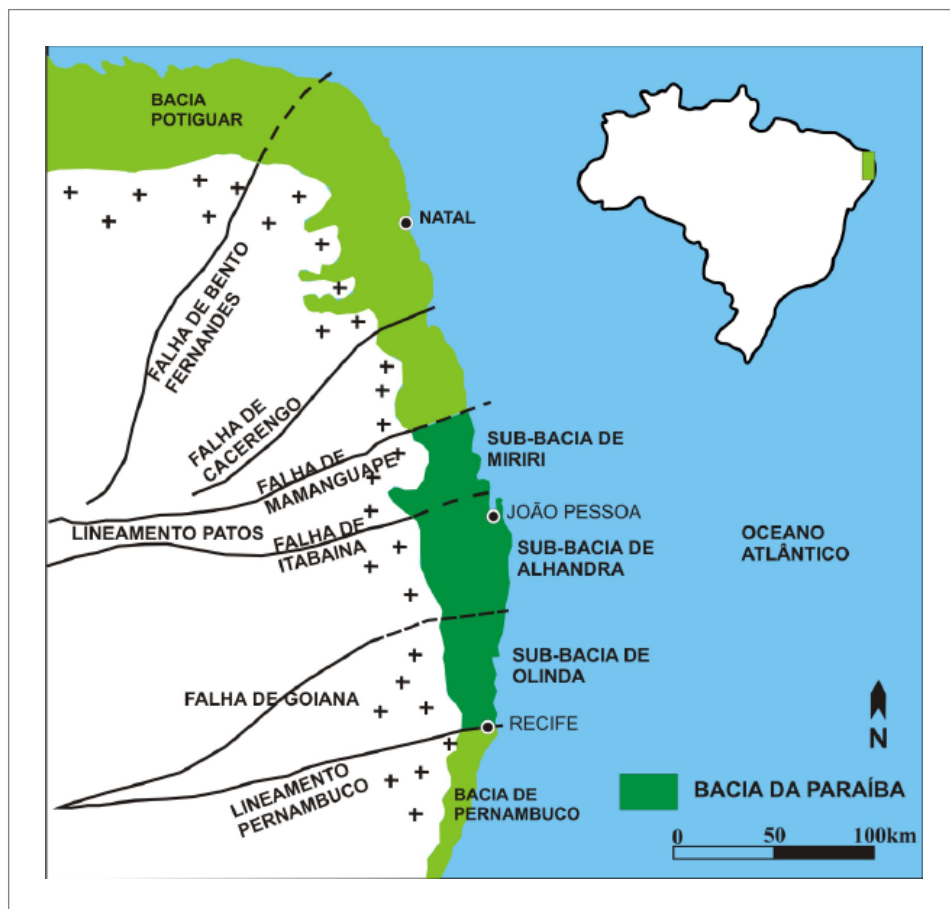 BACIA
POTIGUAR
NATAL
FALHA DE BENTO
FERNANDES
FALHA DE
CACERENGO
SUB-BACIA DE
MIRIRI
FALHA DE
MAMANGUAPE
JOÃO PESSOA
LINEAMENTO PATOS
FALHA DE
ITABAINA
SUB-BACIA DE
ALHANDRA
OCEANO
ATLÂNTICO
SUB-BACIA DE
OLINDA
FALHA DE GOIANA
RECIFE
N
LINEAMENTO
PERNAMBUCO
BACIA DE
PERNAMBUCO
BACIA DA PARAÍBA
0 50 100km